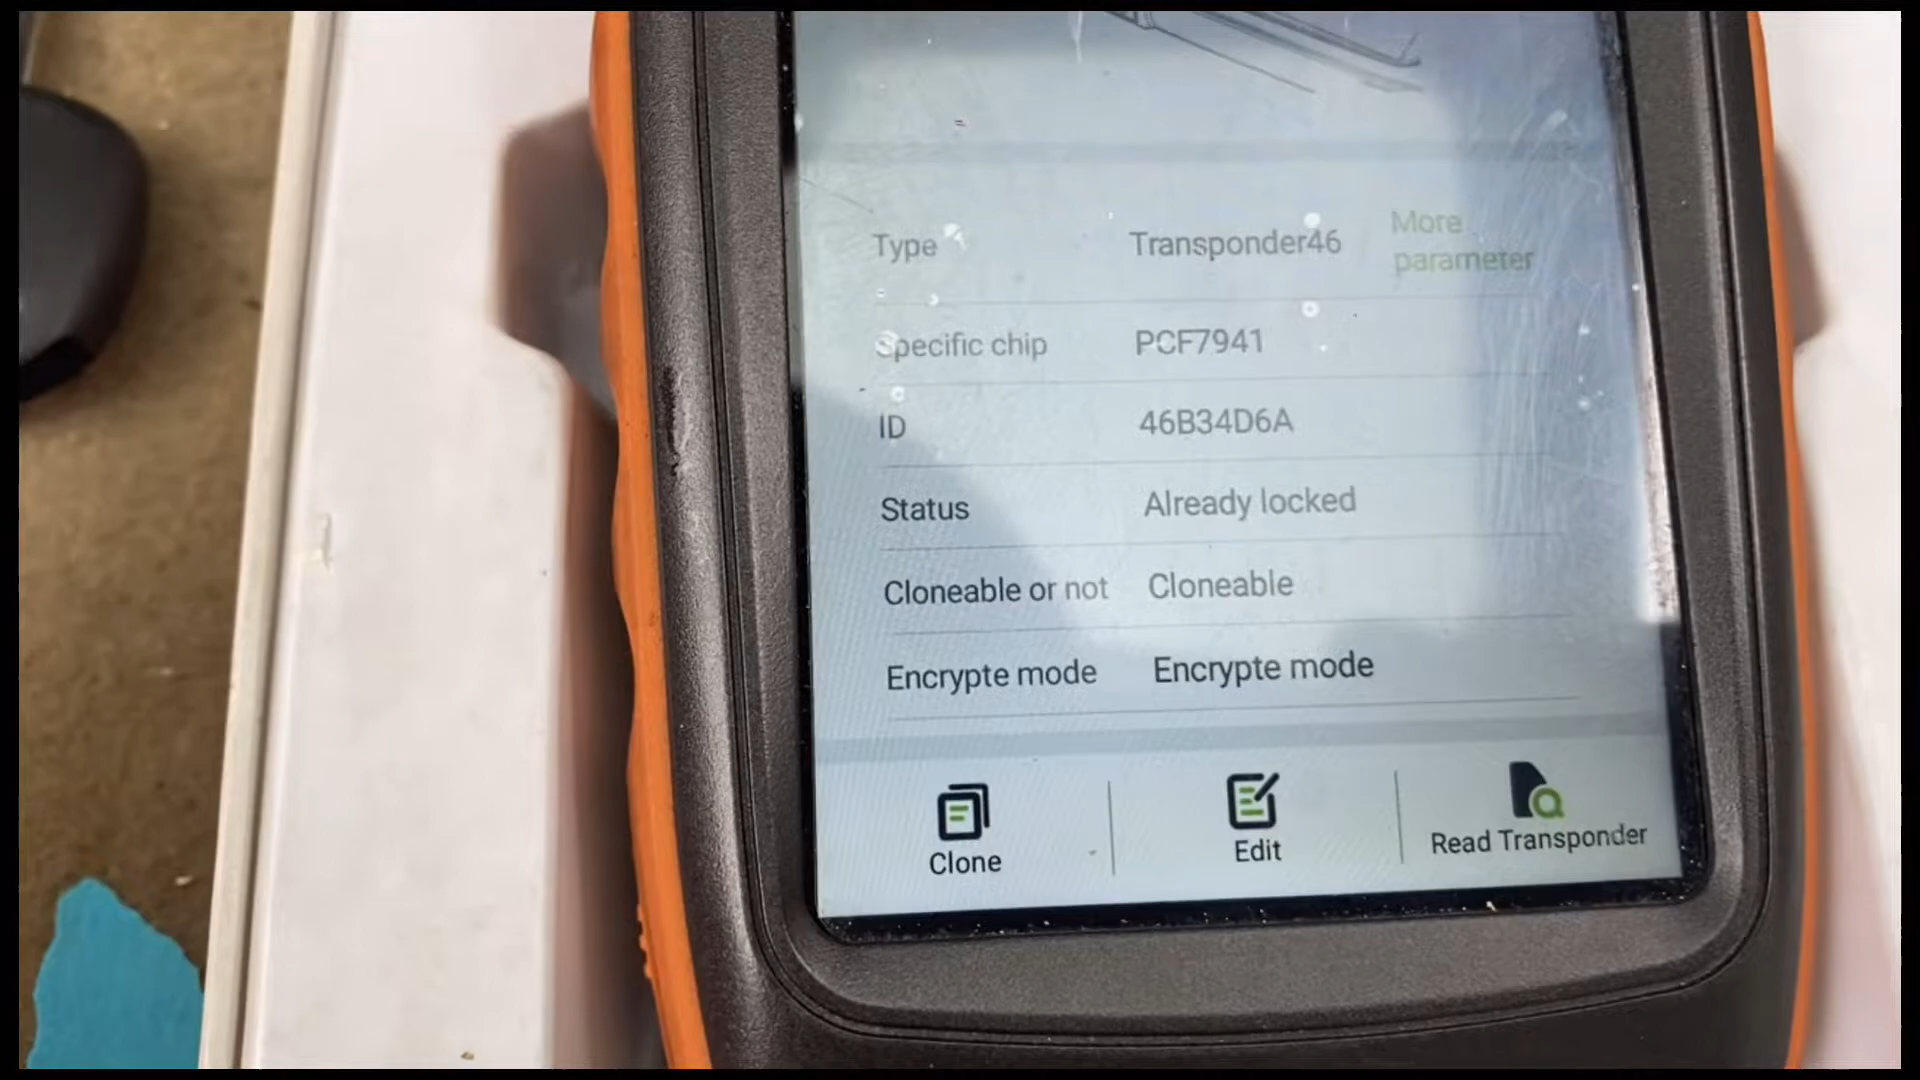 Type Transponder46 More parameter
Specific chip PCF7941
ID 46B34D6A
Status Already locked
Cloneable or not Cloneable
Encrypte mode Encrypte mode
Clone Edit Read Transponder